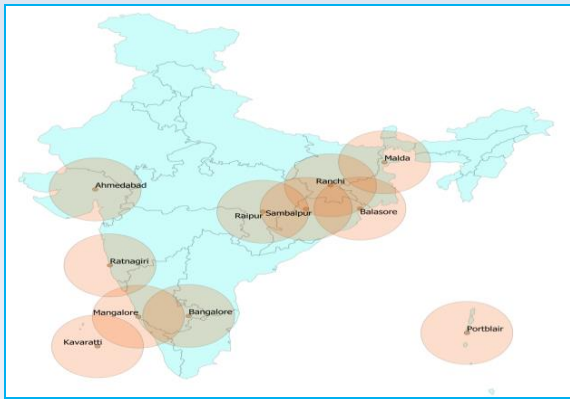 Malda
Ranchi
Ahmedabad
Raipur
Sambalpur
Balasore
Ratnagiri
Mangalore
Bangalore
Kavaratti
Portblair